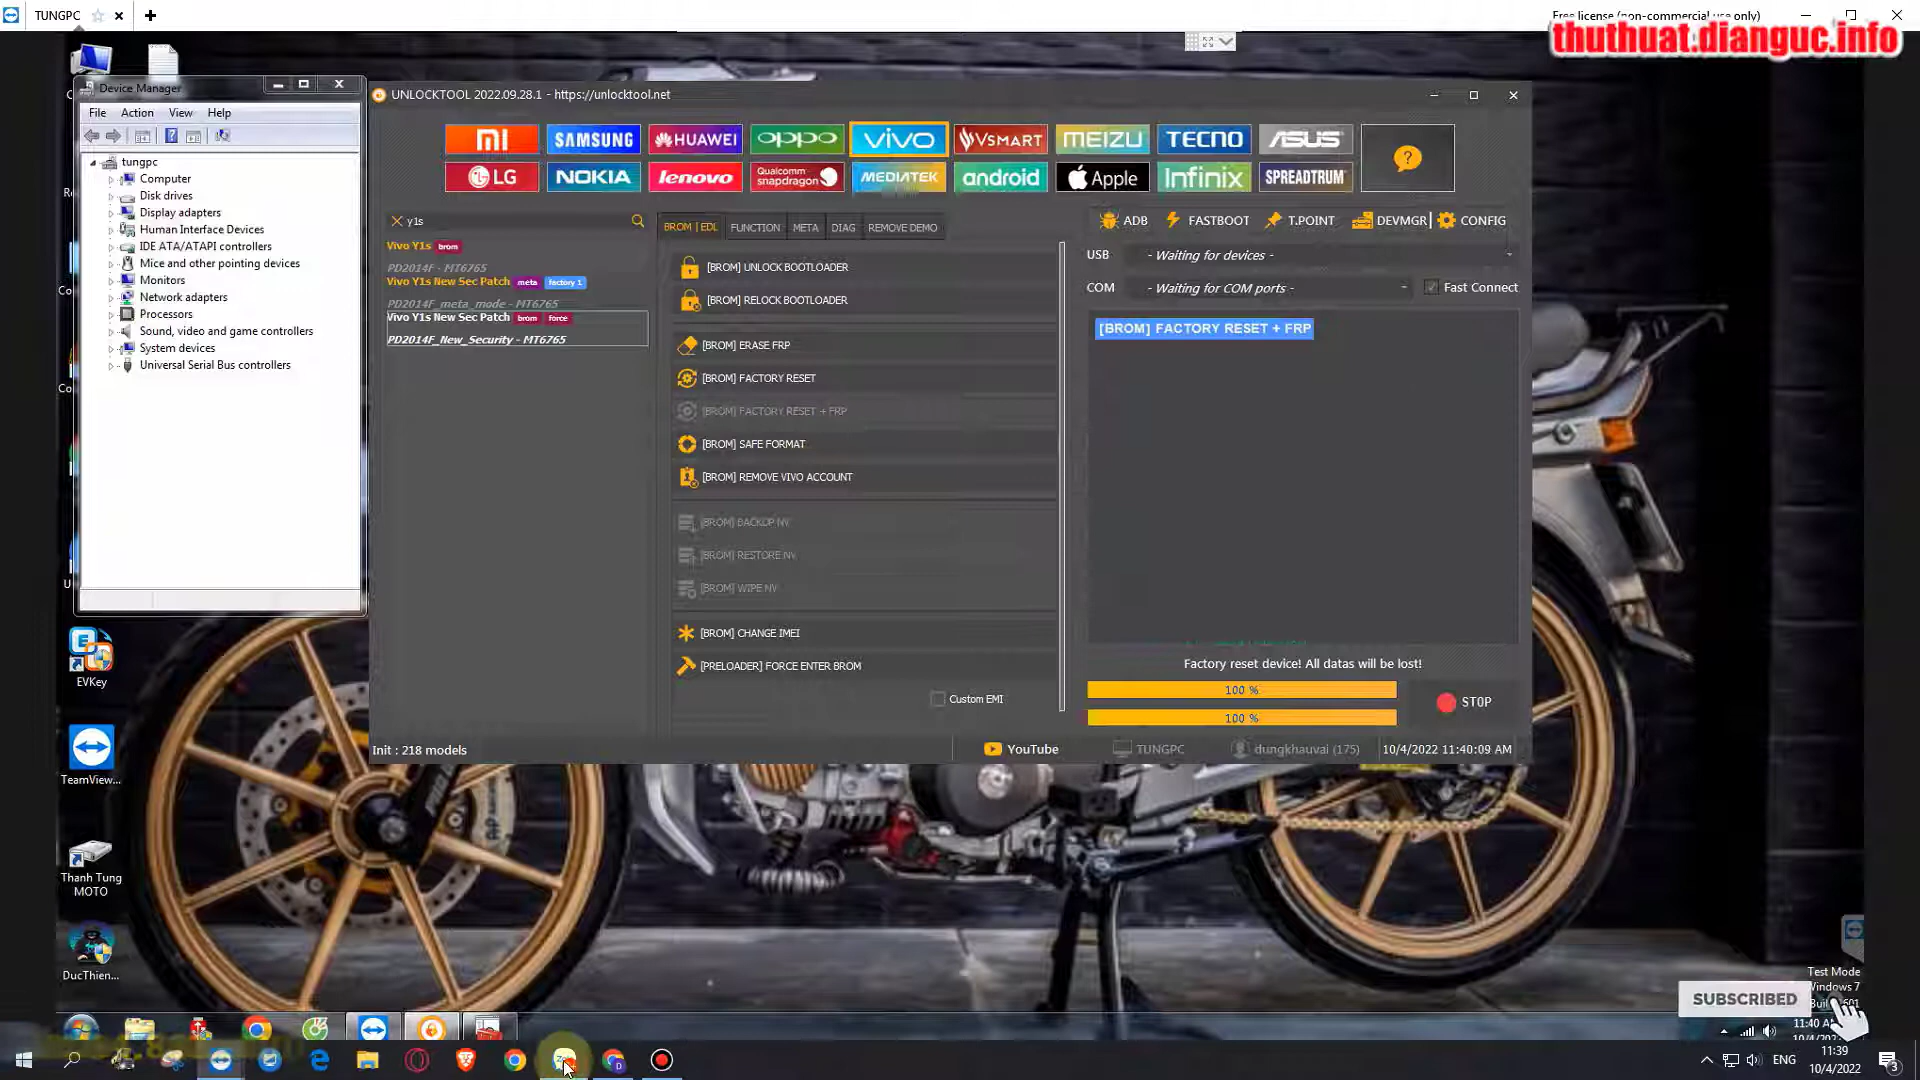 TUNGPC
Free license (non-commercial use only)
thuthuat.dianguc.info
Device Manager
File Action View Help
tungpc
Computer
Disk drives
Display adapters
Human Interface Devices
IDE ATA/ATAPI controllers
Mice and other pointing devices
Monitors
Network adapters
Processors
Sound, video and game controllers
System devices
Universal Serial Bus controllers
UNLOCKTOOL 2022.09.28.1 - https://unlocktool.net
MI SAMSUNG HUAWEI OPPO VIVO VSMART MEIZU TECNO ASUS ?
LG NOKIA lenovo Qualcomm snapdragon MEDIATEK android Apple Infinix SPREADTRUM
y1s
Vivo Y1s brom
PD2014F - MT6765
Vivo Y1s New Sec Patch meta factory 1
PD2014F_meta_mode - MT6765
Vivo Y1s New Sec Patch brom force
PD2014F_New_Security - MT6765
BROM | EDL FUNCTION META DIAG REMOVE DEMO
[BROM] UNLOCK BOOTLOADER
[BROM] RELOCK BOOTLOADER
[BROM] ERASE FRP
[BROM] FACTORY RESET
[BROM] FACTORY RESET + FRP
[BROM] SAFE FORMAT
[BROM] REMOVE VIVO ACCOUNT
[BROM] BACKUP NV
[BROM] RESTORE NV
[BROM] WIPE NV
[BROM] CHANGE IMEI
[PRELOADER] FORCE ENTER BROM
Custom EMI
ADB FASTBOOT T.POINT DEVMGR CONFIG
USB - Waiting for devices -
COM - Waiting for COM ports - Fast Connect
[BROM] FACTORY RESET + FRP
Factory reset device! All datas will be lost!
100 %
100 %
STOP
Init : 218 models
YouTube TUNGPC dungkhauvai (175) 10/4/2022 11:40:09 AM
EVKey
TeamView...
Thanh Tung
MOTO
DucThien...
Test Mode
Windows 7
SUBSCRIBED
11:40
ENG
11:39
10/4/2022
3